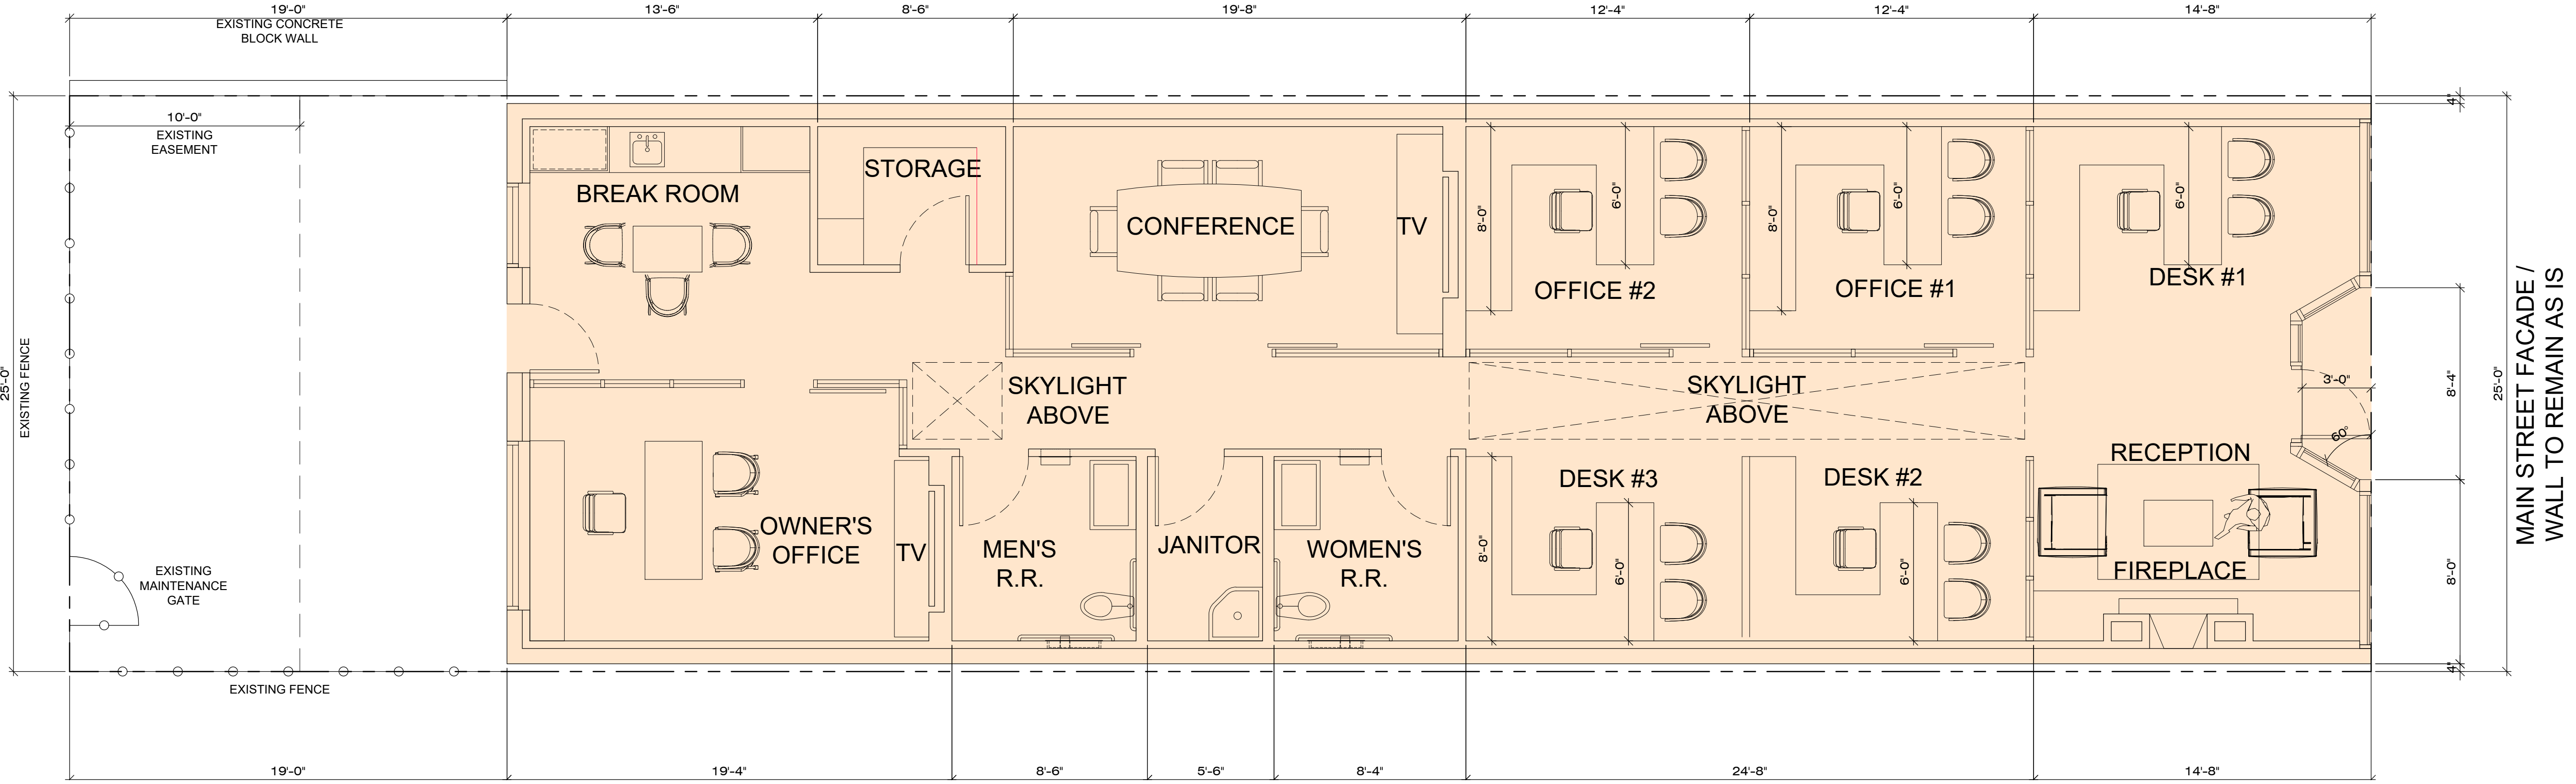 19'-0"
13'-6"
8'-6"
19'-8"
12'-4"
12'-4"
14'-8"
EXISTING CONCRETE
BLOCK WALL
10'-0"
EXISTING
EASEMENT
25'-0"
EXISTING FENCE
EXISTING
MAINTENANCE
GATE
EXISTING FENCE
BREAK ROOM
STORAGE
CONFERENCE
TV
8'-0"
6'-0"
OFFICE #2
8'-0"
6'-0"
OFFICE #1
6'-0"
DESK #1
SKYLIGHT
ABOVE
SKYLIGHT
ABOVE
OWNER'S
OFFICE
TV
MEN'S
R.R.
JANITOR
WOMEN'S
R.R.
8'-0"
DESK #3
6'-0"
DESK #2
6'-0"
RECEPTION
FIREPLACE
3'-0"
60°
4"
8'-4"
8'-0"
4"
25'-0"
MAIN STREET FACADE /
WALL TO REMAIN AS IS
19'-0"
19'-4"
8'-6"
5'-6"
8'-4"
24'-8"
14'-8"